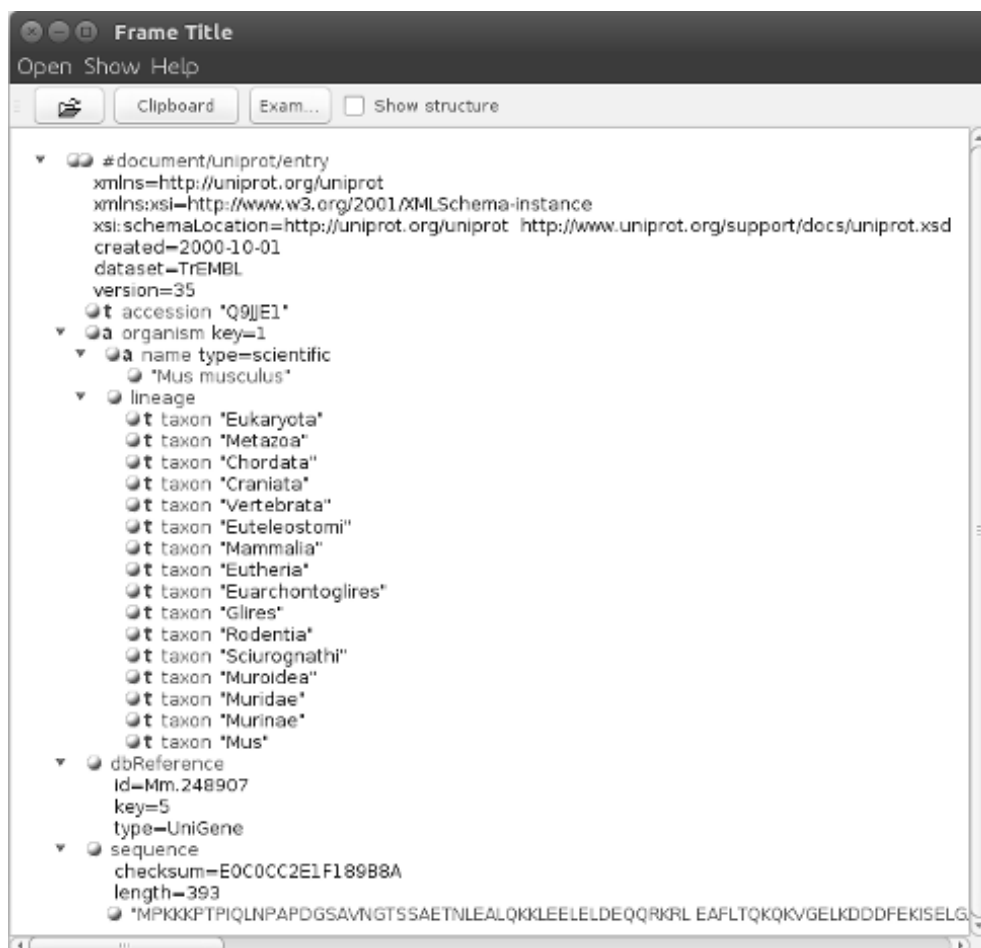 Frame Title
Open Show Help
Clipboard Exam... Show structure
#document/uniprot/entry
xmlns=http://uniprot.org/uniprot
xmlns:xsi=http://www.w3.org/2001/XMLSchema-instance
xsi:schemaLocation=http://uniprot.org/uniprot http://www.uniprot.org/support/docs/uniprot.xsd
created=2000-10-01
dataset=TrEMBL
version=35
t accession "Q9JJE1"
a organism key=1
a name type=scientific
"Mus musculus"
lineage
t taxon "Eukaryota"
t taxon "Metazoa"
t taxon "Chordata"
t taxon "Craniata"
t taxon "Vertebrata"
t taxon "Euteleostomi"
t taxon "Mammalia"
t taxon "Eutheria"
t taxon "Euarchontoglires"
t taxon "Glires"
t taxon "Rodentia"
t taxon "Sciurognathi"
t taxon "Muroidea"
t taxon "Muridae"
t taxon "Murinae"
t taxon "Mus"
dbReference
id=Mm.248907
key=5
type=UniGene
sequence
checksum=E0C0CC2E1F189B8A
length=393
"MPKKKPTPIQLNPAPDGSAVNGTSSAETNLEALQKKLEELELDEQQRKRL EAFLTQKQKVGELKDDDFEKISELG